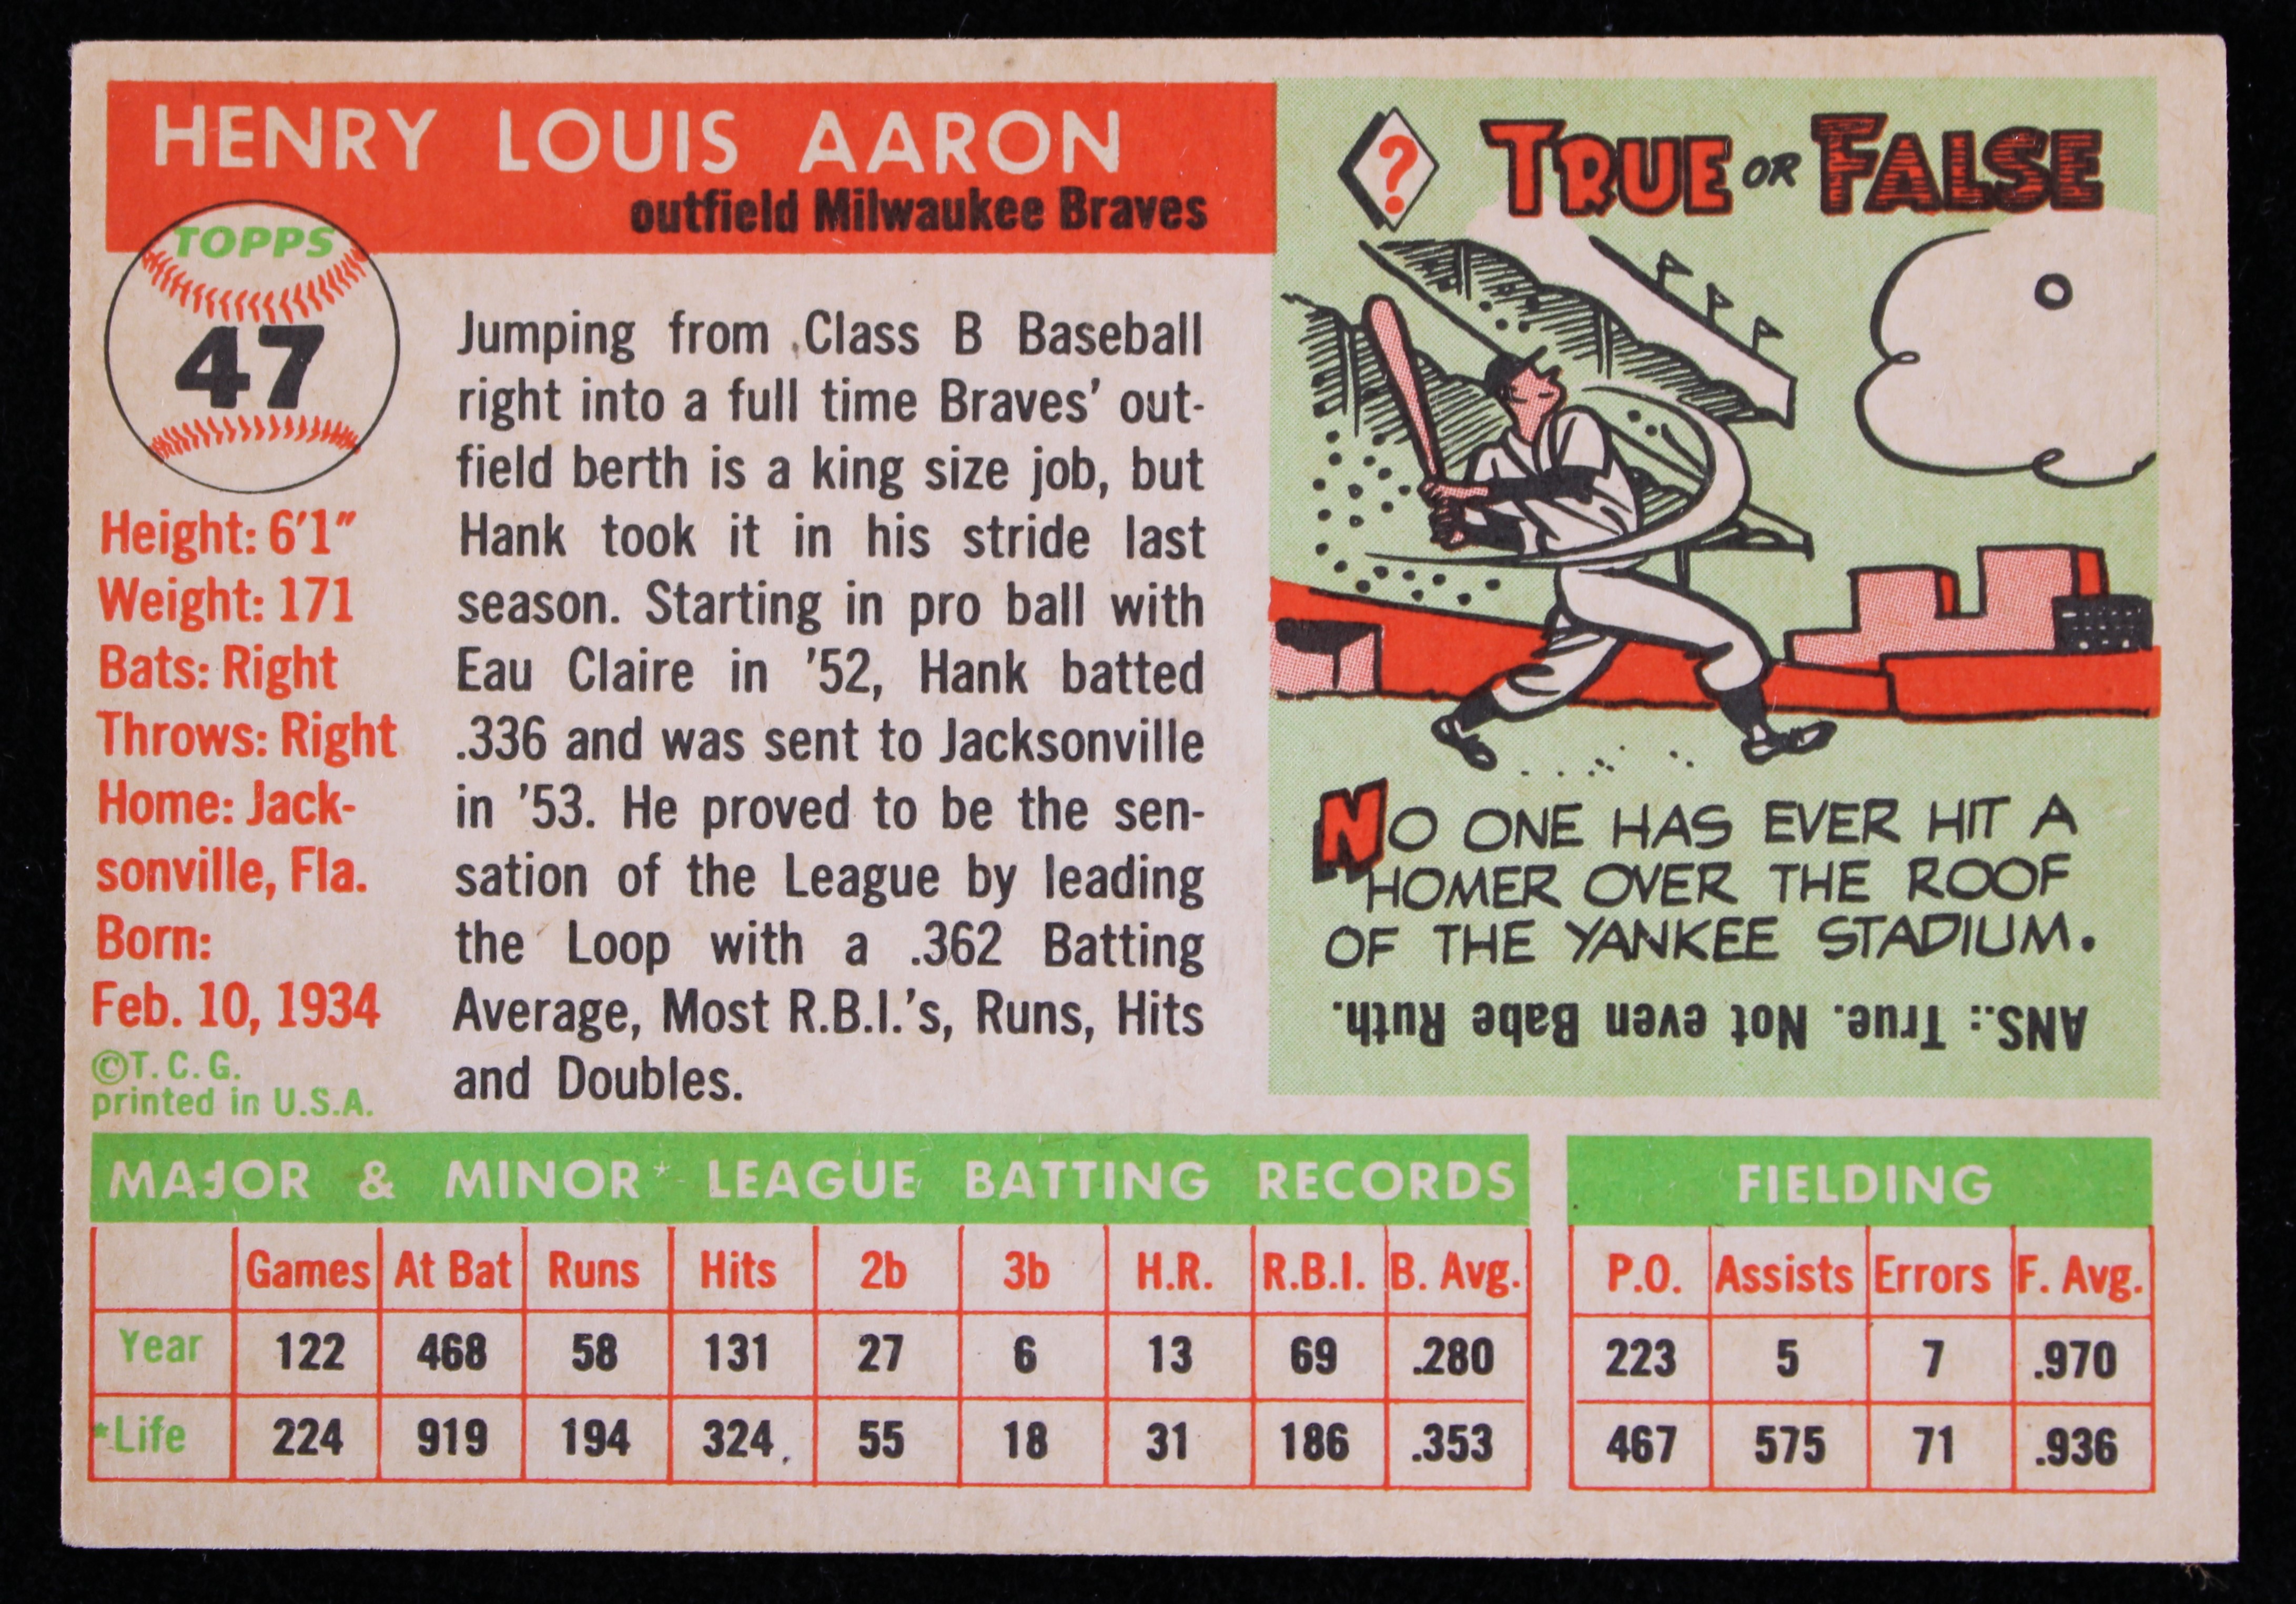 HENRY LOUIS AARON
outfield Milwaukee Braves
TOPPS
47
Height: 6'1"
Weight: 171
Bats: Right
Throws: Right
Home: Jack-
sonville, Fla.
Born:
Feb. 10, 1934
©T. C. G.
printed in U.S.A.
Jumping from Class B Baseball
right into a full time Braves' out-
field berth is a king size job, but
Hank took it in his stride last
season. Starting in pro ball with
Eau Claire in '52, Hank batted
.336 and was sent to Jacksonville
in '53. He proved to be the sen-
sation of the League by leading
the Loop with a .362 Batting
Average, Most R.B.I.'s, Runs, Hits
and Doubles.
? TRUE OR FALSE
NO ONE HAS EVER HIT A
HOMER OVER THE ROOF
OF THE YANKEE STADIUM.
ANS.: True. Not even Babe Ruth.
MAJOR & MINOR* LEAGUE BATTING RECORDS
Games At Bat Runs Hits 2b 3b H.R. R.B.I. B. Avg.
Year 122 468 58 131 27 6 13 69 .280
*Life 224 919 194 324 55 18 31 186 .353
FIELDING
P.O. Assists Errors F. Avg.
223 5 7 .970
467 575 71 .936